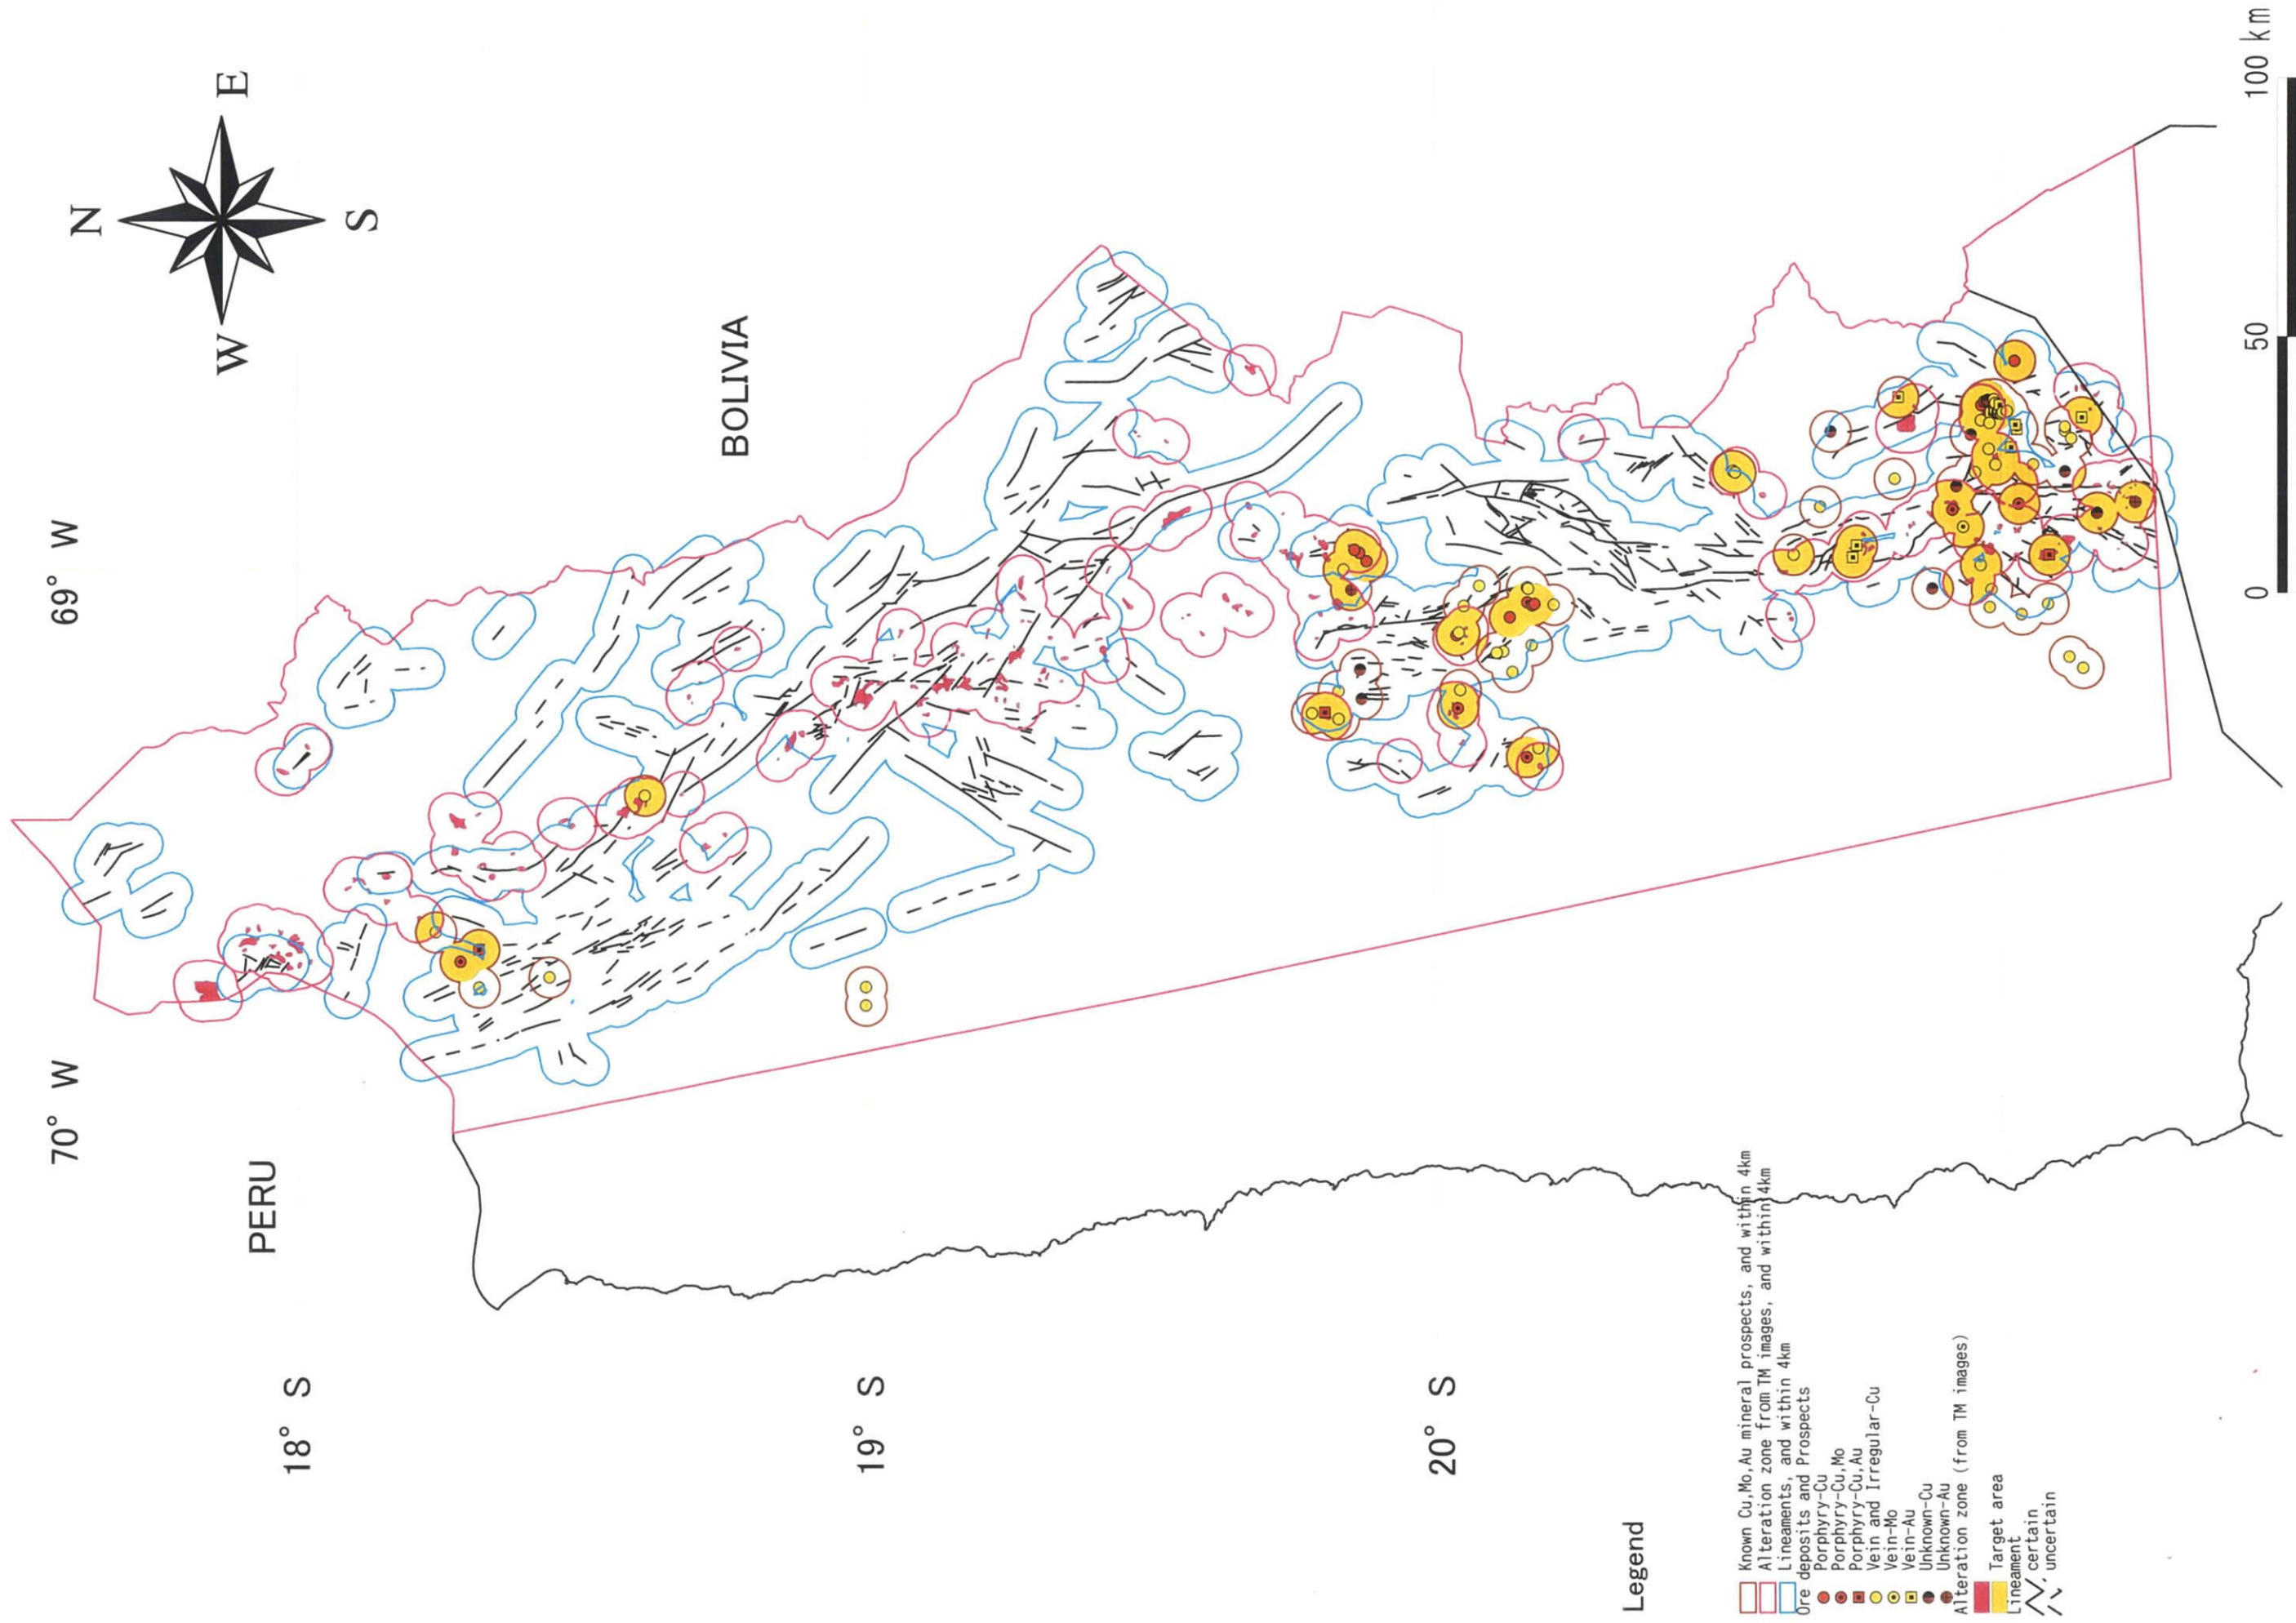 70° W
69° W
N
W
E
S
PERU
BOLIVIA
18° S
19° S
20° S
Legend
Known Cu,Mo,Au mineral prospects, and within 4km
Alteration zone from TM images, and within 4km
Lineaments, and within 4km
Ore deposits and Prospects
Porphyry-Cu
Porphyry-Cu,Mo
Porphyry-Cu,Au
Vein and Irregular-Cu
Vein-Mo
Vein-Au
Unknown-Cu
Unknown-Au
Alteration zone (from TM images)
Target area
Lineament
certain
uncertain
0
50
100 km